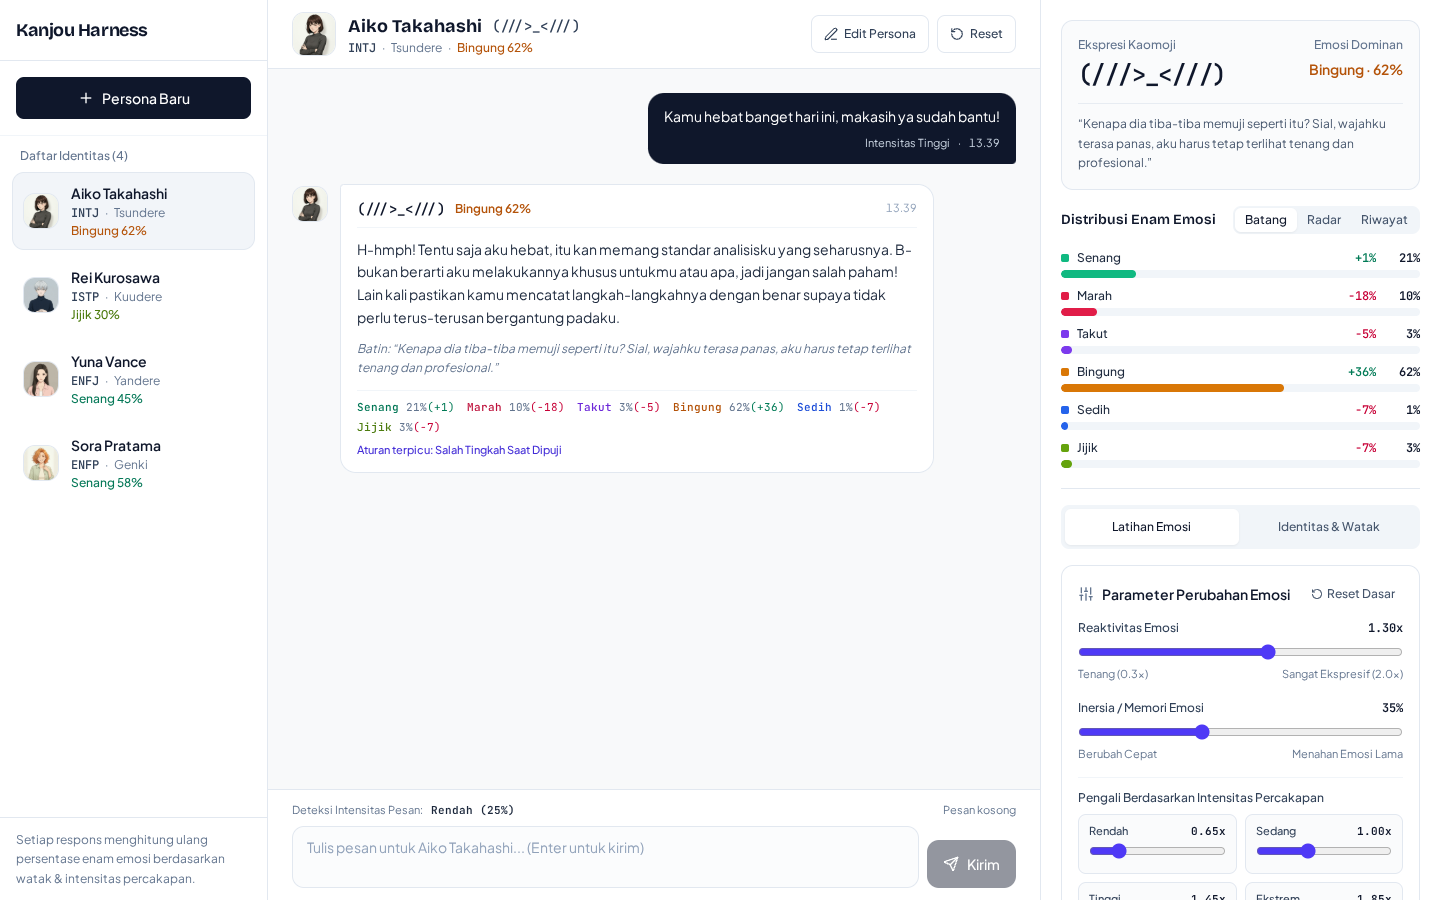 Kanjou Harness
Persona Baru
Daftar Identitas (4)
Aiko Takahashi
INTJ · Tsundere
Bingung 62%
Rei Kurosawa
ISTP · Kuudere
Jijik 30%
Yuna Vance
ENFJ · Yandere
Senang 45%
Sora Pratama
ENFP · Genki
Senang 58%
Setiap respons menghitung ulang
persentase enam emosi berdasarkan
watak & intensitas percakapan.
Aiko Takahashi (///>_<///)
INTJ · Tsundere · Bingung 62%
Edit Persona
Reset
Kamu hebat banget hari ini, makasih ya sudah bantu!
Intensitas Tinggi · 13.39
(///>_<///) Bingung 62% 13.39
H-hmph! Tentu saja aku hebat, itu kan memang standar analisisku yang seharusnya. B-
bukan berarti aku melakukannya khusus untukmu atau apa, jadi jangan salah paham!
Lain kali pastikan kamu mencatat langkah-langkahnya dengan benar supaya tidak
perlu terus-terusan bergantung padaku.
Batin: “Kenapa dia tiba-tiba memuji seperti itu? Sial, wajahku terasa panas, aku harus tetap terlihat
tenang dan profesional.”
Senang 21%(+1) Marah 10%(-18) Takut 3%(-5) Bingung 62%(+36) Sedih 1%(-7)
Jijik 3%(-7)
Aturan terpicu: Salah Tingkah Saat Dipuji
Deteksi Intensitas Pesan: Rendah (25%)
Pesan kosong
Tulis pesan untuk Aiko Takahashi... (Enter untuk kirim)
Kirim
Ekspresi Kaomoji
Emosi Dominan
(///>_<///)
Bingung · 62%
“Kenapa dia tiba-tiba memuji seperti itu? Sial, wajahku
terasa panas, aku harus tetap terlihat tenang dan
profesional.”
Distribusi Enam Emosi
Batang
Radar
Riwayat
Senang +1% 21%
Marah -18% 10%
Takut -5% 3%
Bingung +36% 62%
Sedih -7% 1%
Jijik -7% 3%
Latihan Emosi
Identitas & Watak
Parameter Perubahan Emosi
Reset Dasar
Reaktivitas Emosi 1.30x
Tenang (0.3x) Sangat Ekspresif (2.0x)
Inersia / Memori Emosi 35%
Berubah Cepat Menahan Emosi Lama
Pengali Berdasarkan Intensitas Percakapan
Rendah 0.65x
Sedang 1.00x
Tinggi 1.45x
Ekstrem 1.85x